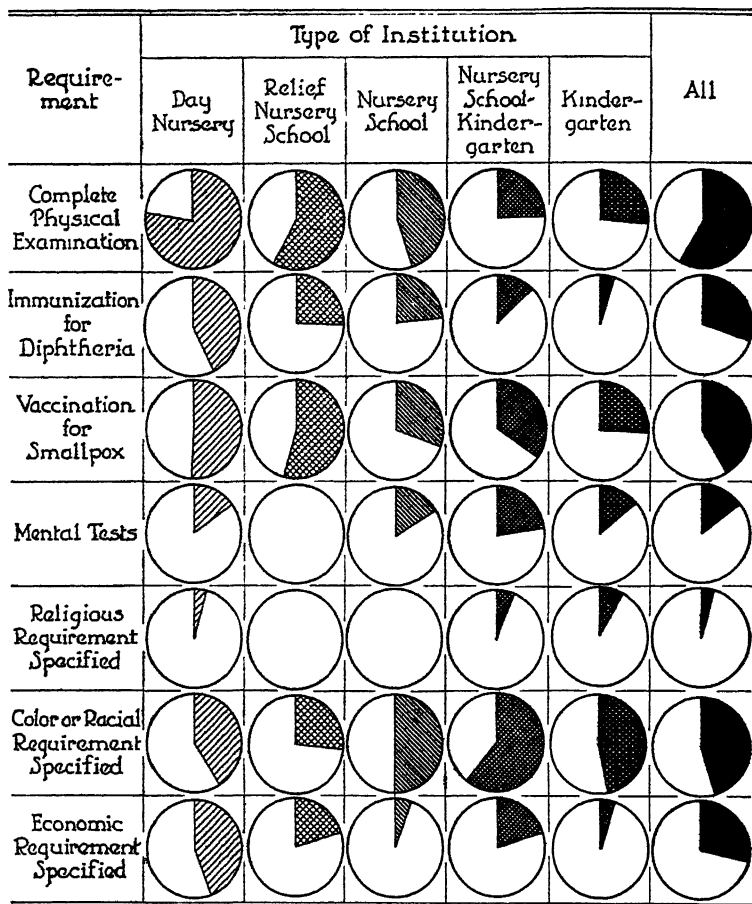 Type of Institution
Require-
ment
Day
Nursery
Relief
Nursery
School
Nursery
School
Nursery
School-
Kinder-
garten
Kinder-
garten
All
Complete
Physical
Examination
Immunization
for
Diphtheria
Vaccination
for
Smallpox
Mental Tests
Religious
Requirement
Specified
Color or Racial
Requirement
Specified
Economic
Requirement
Specified